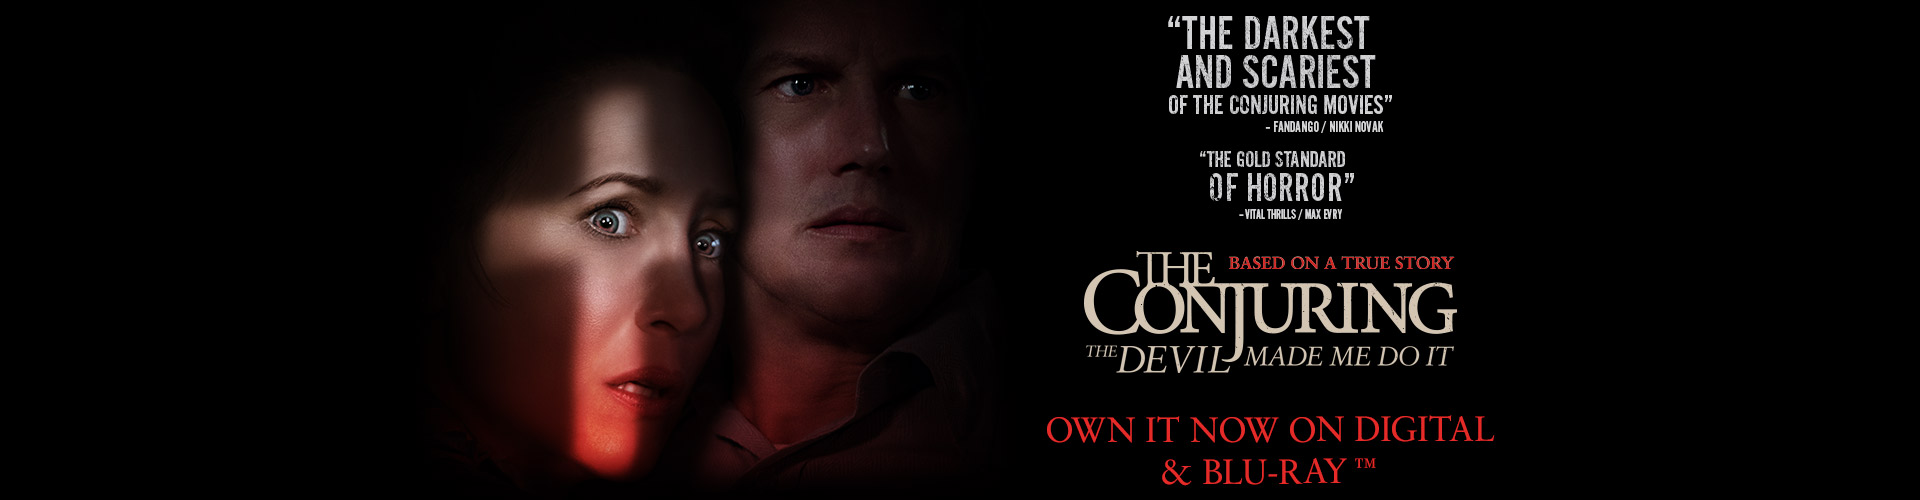 “THE DARKEST
AND SCARIEST
OF THE CONJURING MOVIES”
- FANDANGO / NIKKI NOVAK
“THE GOLD STANDARD
OF HORROR”
- VITAL THRILLS / MAX EVRY
THE
BASED ON A TRUE STORY
CONJURING
THE DEVIL MADE ME DO IT
OWN IT NOW ON DIGITAL
& BLU-RAY™